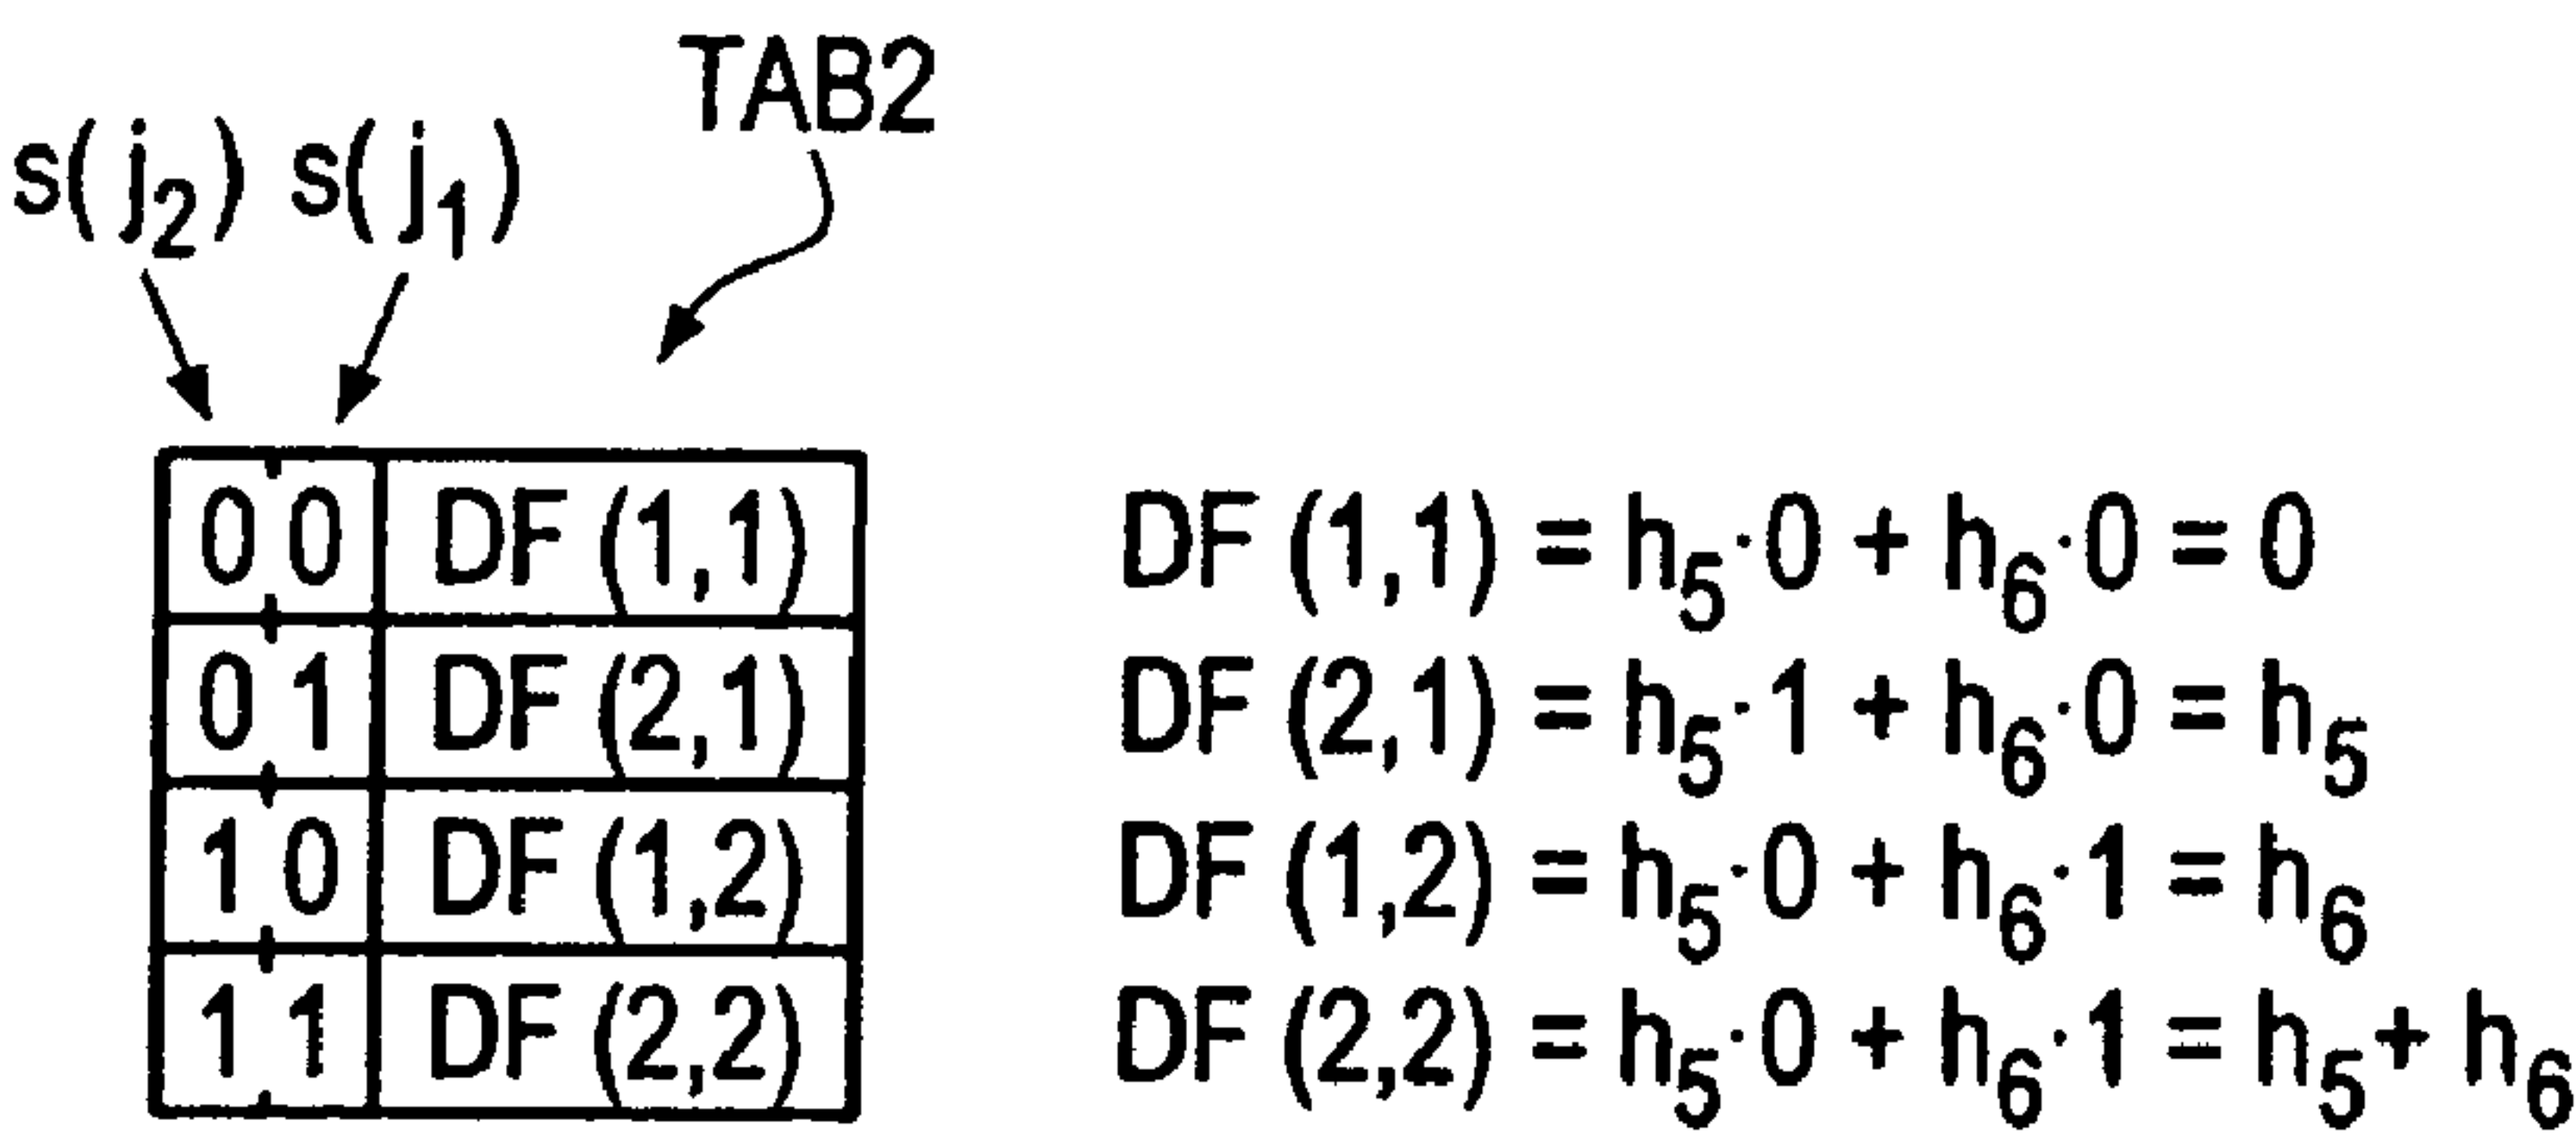 TAB2
s(j₂) s(j₁)
0 0 DF (1,1) DF (1,1) = h₅·0 + h₆·0 = 0
0 1 DF (2,1) DF (2,1) = h₅·1 + h₆·0 = h₅
1 0 DF (1,2) DF (1,2) = h₅·0 + h₆·1 = h₆
1 1 DF (2,2) DF (2,2) = h₅·0 + h₆·1 = h₅+ h₆